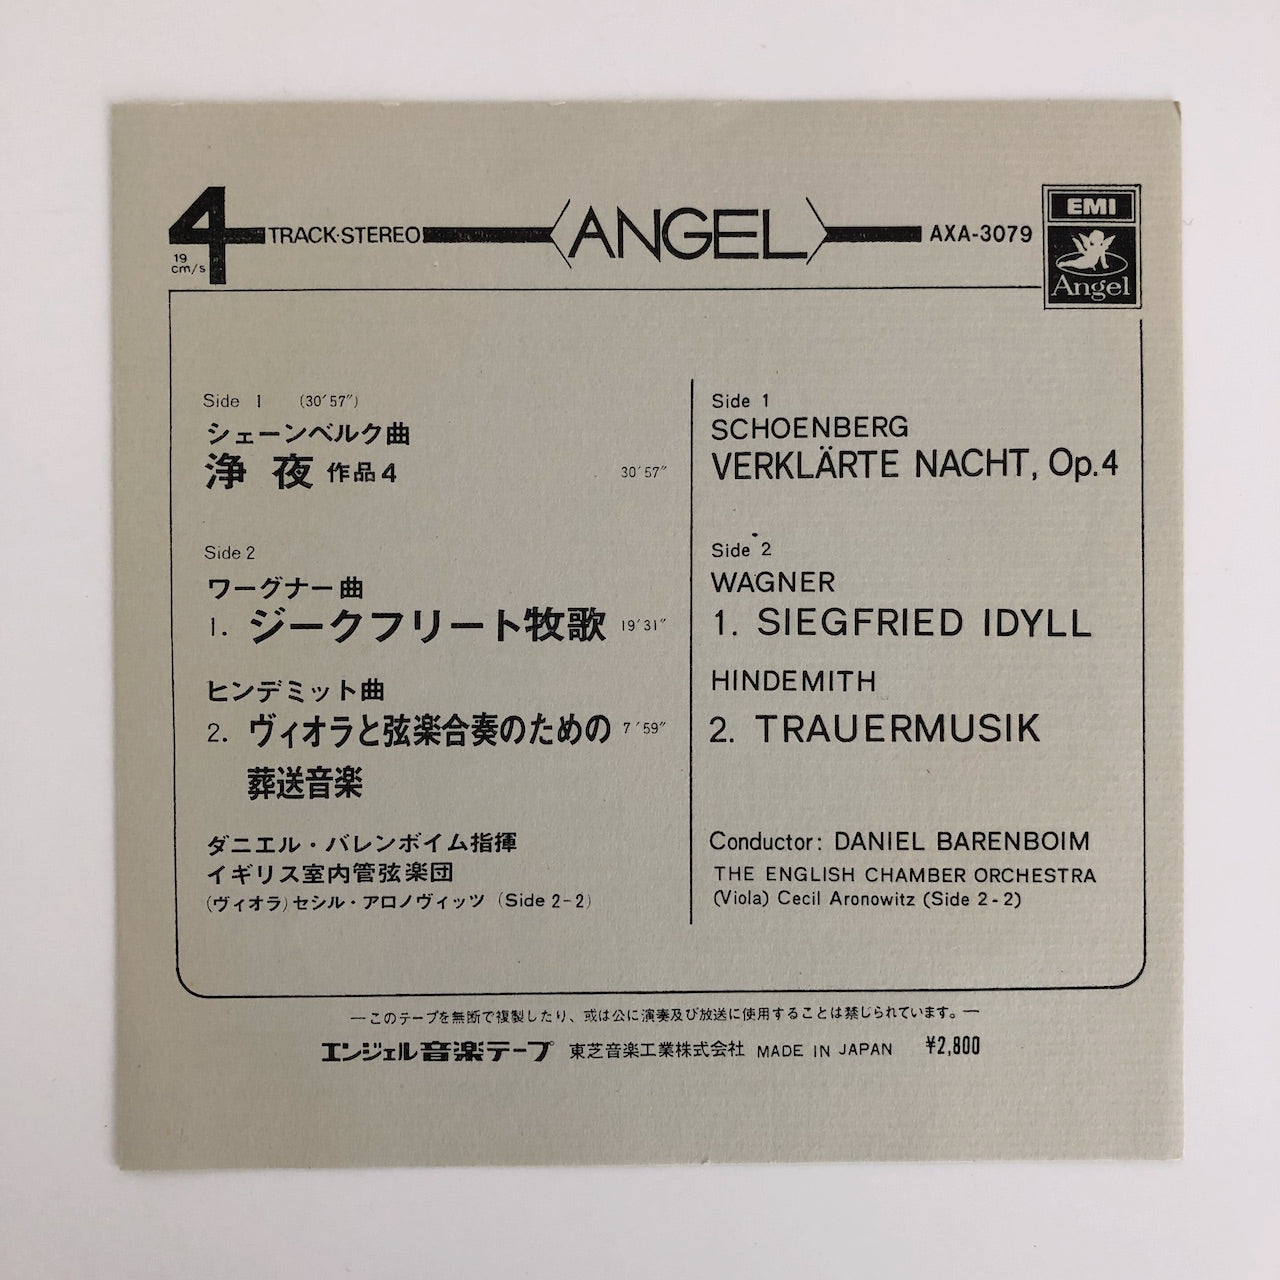 4 TRACK·STEREO
19 cm/s
ANGEL
AXA-3079
EMI
Angel
Side 1 (30′57″)
シェーンベルク曲
浄夜 作品4 30′57″
Side 2
ワーグナー曲
1. ジークフリート牧歌 19′31″
ヒンデミット曲
2. ヴィオラと弦楽合奏のための 7′59″
葬送音楽
ダニエル・バレンボイム指揮
イギリス室内管弦楽団
(ヴィオラ)セシル・アロノヴィッツ (Side 2-2)
Side 1
SCHOENBERG
VERKLÄRTE NACHT, Op.4
Side 2
WAGNER
1. SIEGFRIED IDYLL
HINDEMITH
2. TRAUERMUSIK
Conductor: DANIEL BARENBOIM
THE ENGLISH CHAMBER ORCHESTRA
(Viola) Cecil Aronowitz (Side 2-2)
—このテープを無断で複製したり、或は公に演奏及び放送に使用することは禁じられています。—
エンジェル音楽テープ 東芝音楽工業株式会社 MADE IN JAPAN ¥2,800